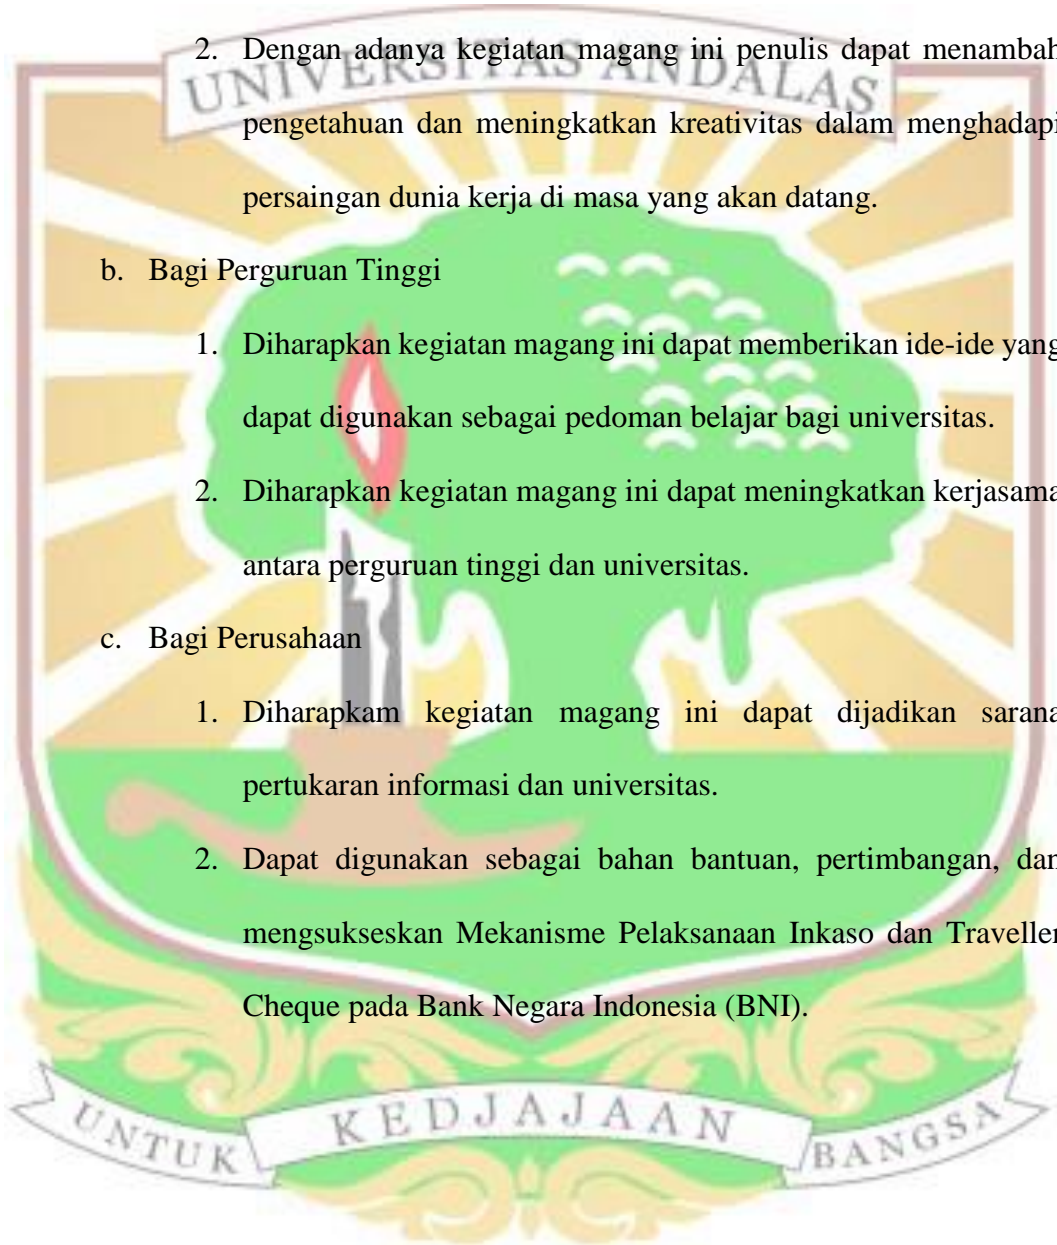 2. Dengan adanya kegiatan magang ini penulis dapat menambah
UNIVERSITAS ANDALAS
pengetahuan dan meningkatkan kreativitas dalam menghadapi
persaingan dunia kerja di masa yang akan datang.
b. Bagi Perguruan Tinggi
1. Diharapkan kegiatan magang ini dapat memberikan ide-ide yang
dapat digunakan sebagai pedoman belajar bagi universitas.
2. Diharapkan kegiatan magang ini dapat meningkatkan kerjasama
antara perguruan tinggi dan universitas.
c. Bagi Perusahaan
1. Diharapkam kegiatan magang ini dapat dijadikan sarana
pertukaran informasi dan universitas.
2. Dapat digunakan sebagai bahan bantuan, pertimbangan, dan
mengsukseskan Mekanisme Pelaksanaan Inkaso dan Traveller
Cheque pada Bank Negara Indonesia (BNI).
UNTUK KEDJAJAAN BANGSA